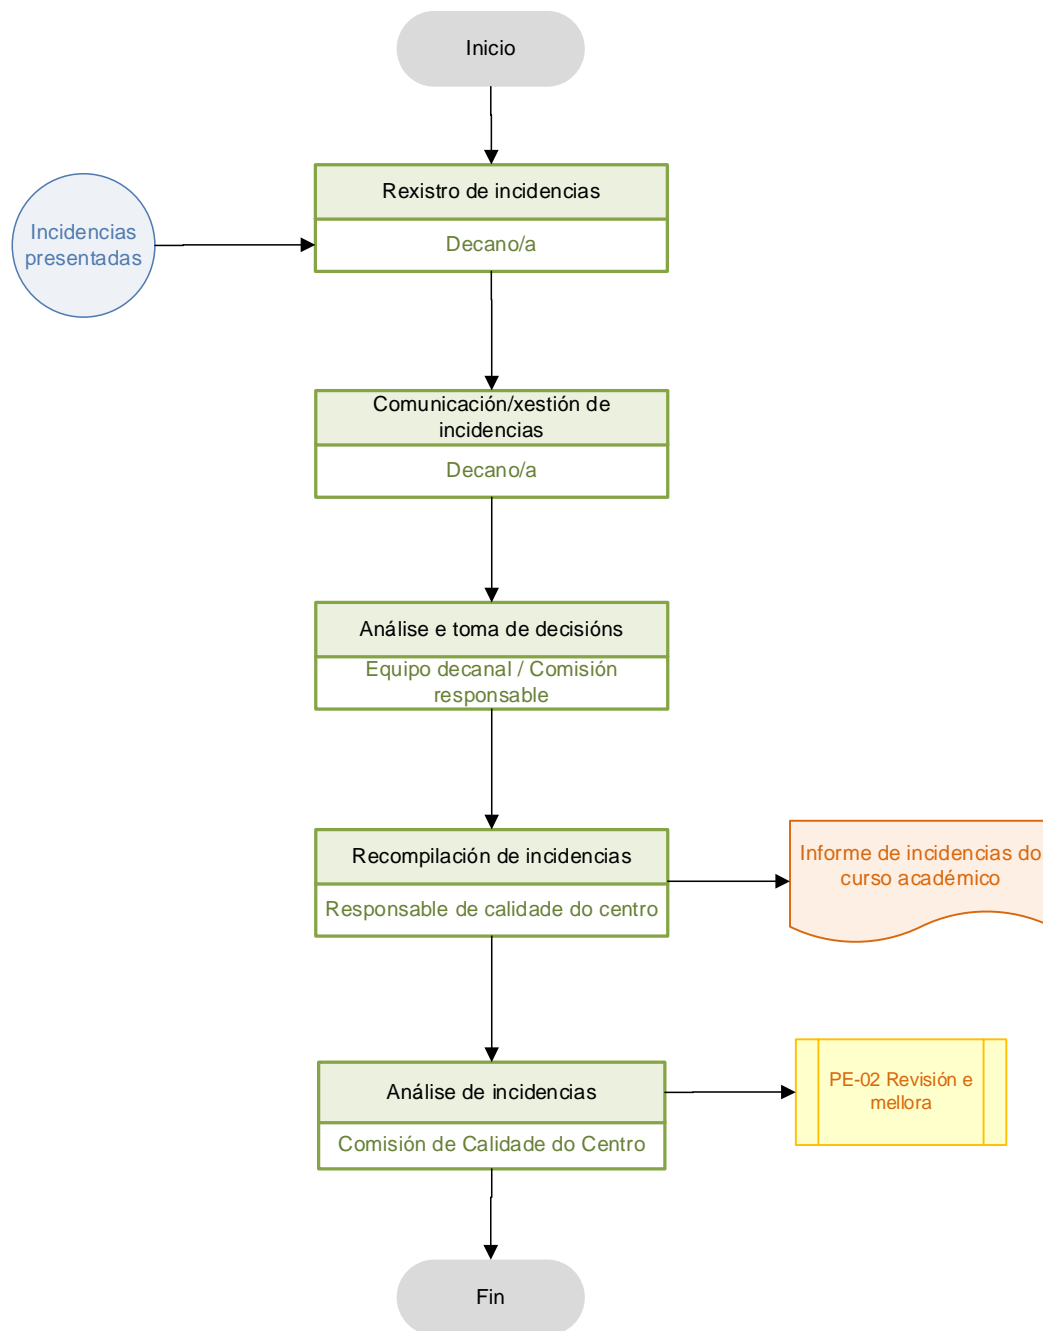 Inicio
Rexistro de incidencias
Decano/a
Incidencias
presentadas
Comunicación/xestión de
incidencias
Decano/a
Análise e toma de decisións
Equipo decanal / Comisión
responsable
Recompilación de incidencias
Responsable de calidade do centro
Informe de incidencias do
curso académico
Análise de incidencias
Comisión de Calidade do Centro
PE-02 Revisión e
mellora
Fin